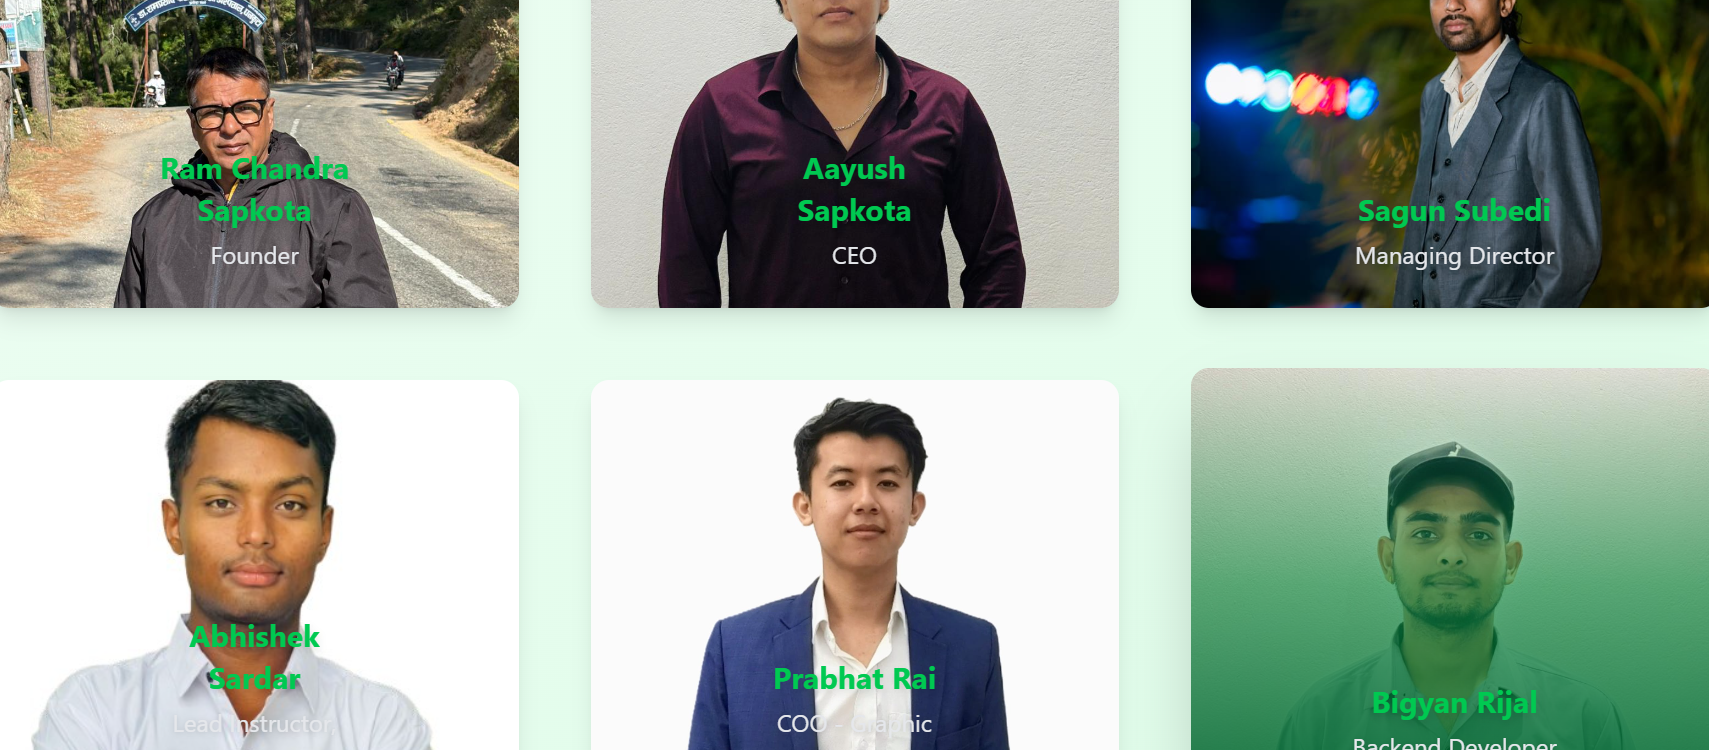 Ram Chandra
Sapkota
Founder
Aayush
Sapkota
CEO
Sagun Subedi
Managing Director
Abhishek
Sardar
Lead Instructor,
Prabhat Rai
COO - Graphic
Bigyan Rijal
Backend Developer